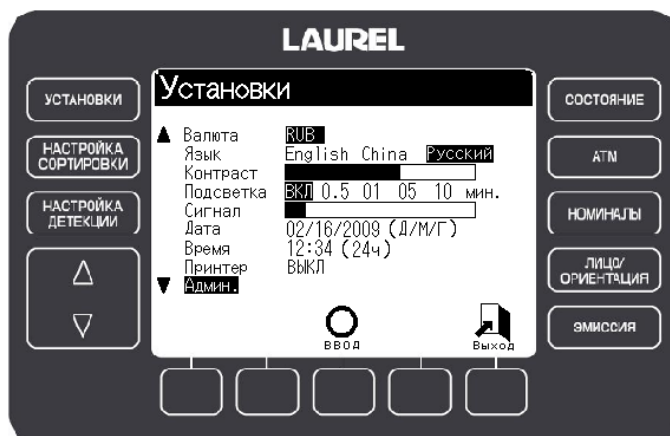 LAUREL
УСТАНОВКИ
НАСТРОЙКА
СОРТИРОВКИ
НАСТРОЙКА
ДЕТЕКЦИИ
Установки
Валюта RUB
Язык English China Русский
Контраст
Подсветка ВКЛ 0.5 01 05 10 мин.
Сигнал
Дата 02/16/2009 (Д/М/Г)
Время 12:34 (24ч)
Принтер ВЫКЛ
Админ.
ВВОД
Выход
СОСТОЯНИЕ
ATM
НОМИНАЛЫ
ЛИЦО/
ОРИЕНТАЦИЯ
ЭМИССИЯ